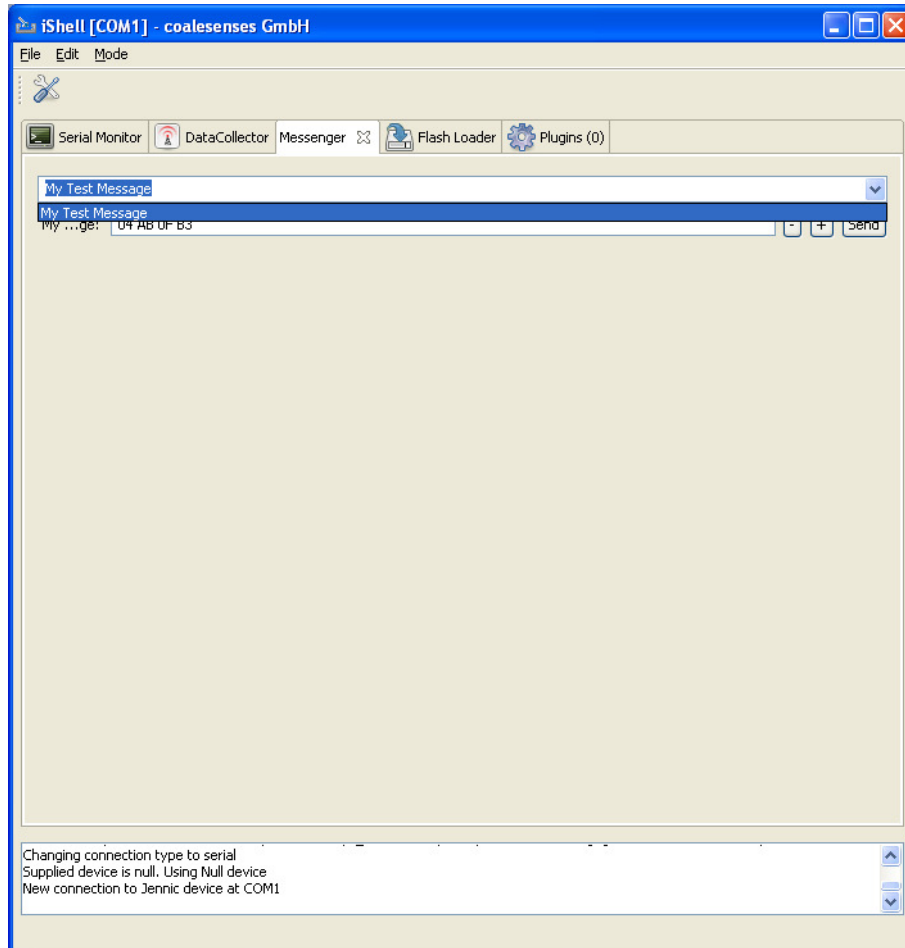 iShell [COM1] - coalesenses GmbH
File Edit Mode
Serial Monitor DataCollector Messenger Flash Loader Plugins (0)
My Test Message
My Test Message
My ...ge: 04 AB 0F B3 - + Send
Changing connection type to serial
Supplied device is null. Using Null device
New connection to Jennic device at COM1